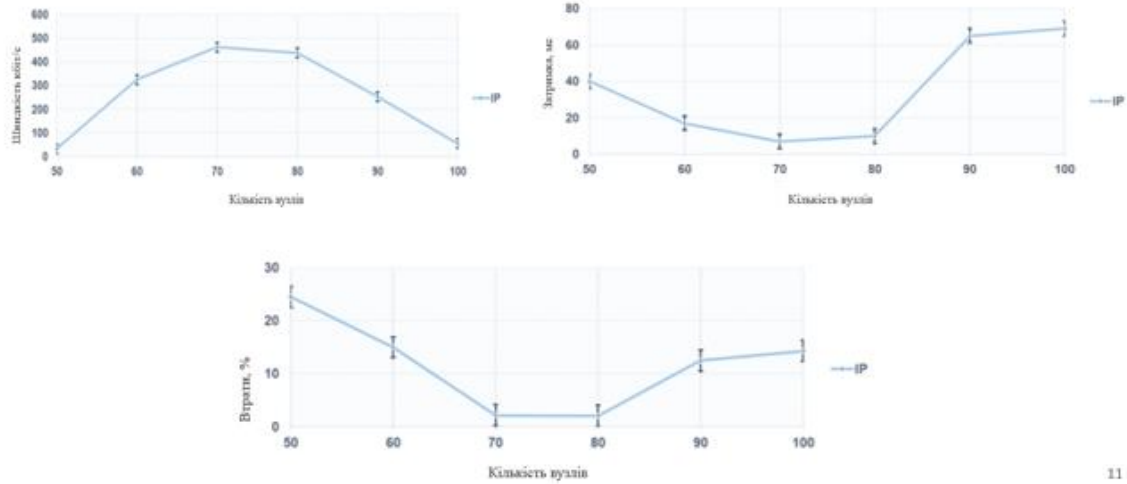 600
500
400
300
200
100
0
50 60 70 80 90 100
Швидкість кбіт/с
Кількість вузлів
IP
80
60
40
20
0
50 60 70 80 90 100
Затримка, мс
Кількість вузлів
IP
30
20
10
0
50 60 70 80 90 100
Втрати, %
Кількість вузлів
IP
11